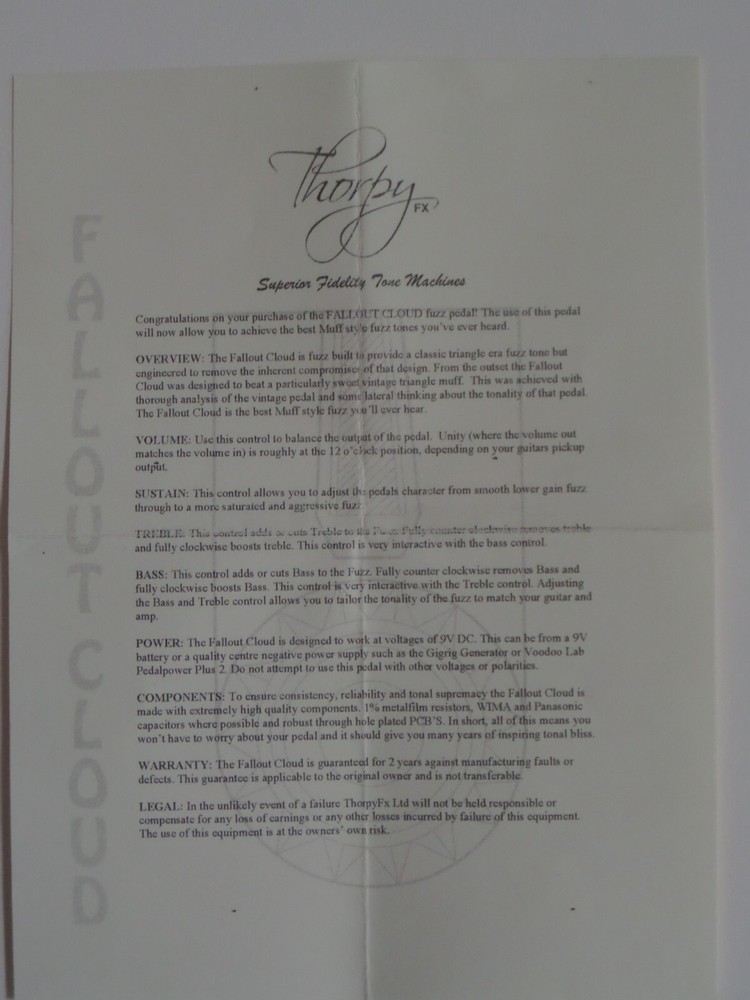 Thorpy FX
Superior Fidelity Tone Machines
FALLOUT CLOUD
Congratulations on your purchase of the FALLOUT CLOUD fuzz pedal! The use of this pedal
will now allow you to achieve the best Muff style fuzz tones you've ever heard.
OVERVIEW: The Fallout Cloud is fuzz built to provide a classic triangle era fuzz tone but
engineered to remove the inherent compromises of that design. From the outset the Fallout
Cloud was designed to beat a particularly sweet vintage triangle muff. This was achieved with
thorough analysis of the vintage pedal and some lateral thinking about the tonality of that pedal.
The Fallout Cloud is the best Muff style fuzz you'll ever hear.
VOLUME: Use this control to balance the output of the pedal. Unity (where the volume out
matches the volume in) is roughly at the 12 o'clock position, depending on your guitars pickup
output.
SUSTAIN: This control allows you to adjust the pedals character from smooth lower gain fuzz
through to a more saturated and aggressive fuzz.
TREBLE: This control adds or cuts Treble to the Fuzz. Fully counter clockwise removes treble
and fully clockwise boosts treble. This control is very interactive with the bass control.
BASS: This control adds or cuts Bass to the Fuzz. Fully counter clockwise removes Bass and
fully clockwise boosts Bass. This control is very interactive with the Treble control. Adjusting
the Bass and Treble control allows you to tailor the tonality of the fuzz to match your guitar and
amp.
POWER: The Fallout Cloud is designed to work at voltages of 9V DC. This can be from a 9V
battery or a quality centre negative power supply such as the Gigrig Generator or Voodoo Lab
Pedalpower Plus 2. Do not attempt to use this pedal with other voltages or polarities.
COMPONENTS: To ensure consistency, reliability and tonal supremacy the Fallout Cloud is
made with extremely high quality components. 1% metalfilm resistors, WIMA and Panasonic
capacitors where possible and robust through hole plated PCB'S. In short, all of this means you
won't have to worry about your pedal and it should give you many years of inspiring tonal bliss.
WARRANTY: The Fallout Cloud is guaranteed for 2 years against manufacturing faults or
defects. This guarantee is applicable to the original owner and is not transferable.
LEGAL: In the unlikely event of a failure ThorpyFx Ltd will not be held responsible or
compensate for any loss of earnings or any other losses incurred by failure of this equipment.
The use of this equipment is at the owners' own risk.